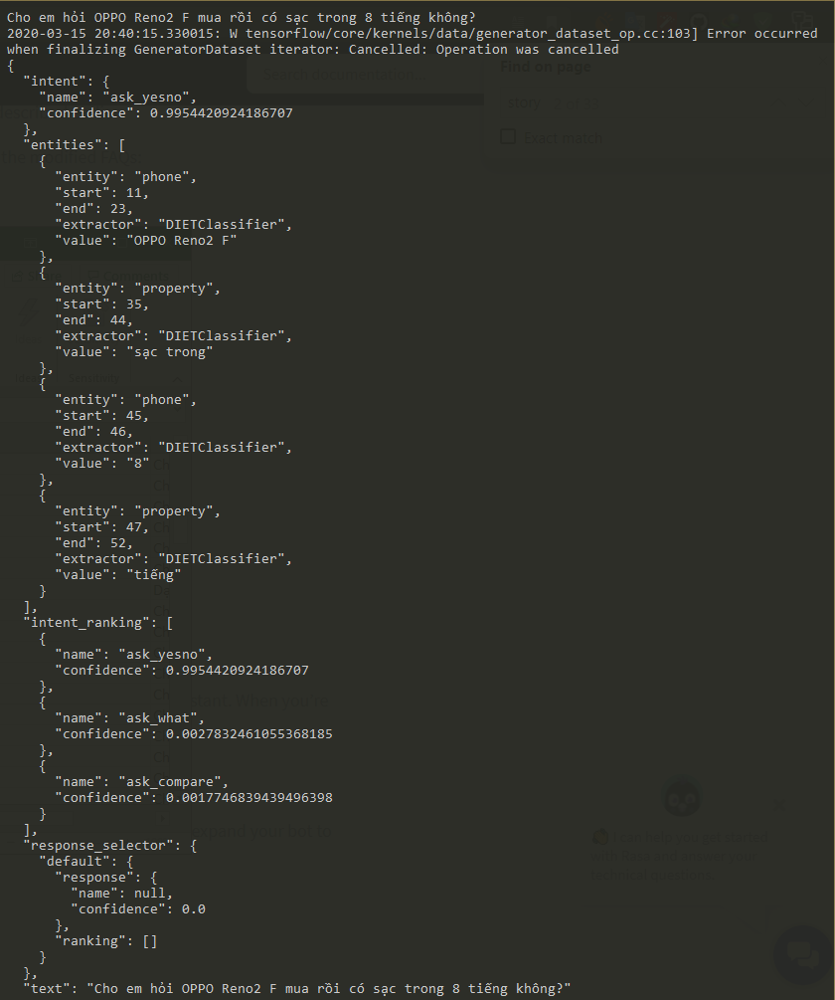 Cho em hỏi OPPO Reno2 F mua rồi có sạc trong 8 tiếng không?
2020-03-15 20:40:15.330015: W tensorflow/core/kernels/data/generator_dataset_op.cc:103] Error occurred
when finalizing GeneratorDataset iterator: Cancelled: Operation was cancelled
{
  "intent": {
    "name": "ask_yesno",
    "confidence": 0.9954420924186707
  },
  "entities": [
    {
      "entity": "phone",
      "start": 11,
      "end": 23,
      "extractor": "DIETClassifier",
      "value": "OPPO Reno2 F"
    },
    {
      "entity": "property",
      "start": 35,
      "end": 44,
      "extractor": "DIETClassifier",
      "value": "sạc trong"
    },
    {
      "entity": "phone",
      "start": 45,
      "end": 46,
      "extractor": "DIETClassifier",
      "value": "8"
    },
    {
      "entity": "property",
      "start": 47,
      "end": 52,
      "extractor": "DIETClassifier",
      "value": "tiếng"
    }
  ],
  "intent_ranking": [
    {
      "name": "ask_yesno",
      "confidence": 0.9954420924186707
    },
    {
      "name": "ask_what",
      "confidence": 0.0027832461055368185
    },
    {
      "name": "ask_compare",
      "confidence": 0.0017746839439496398
    }
  ],
  "response_selector": {
    "default": {
      "response": {
        "name": null,
        "confidence": 0.0
      },
      "ranking": []
    }
  },
  "text": "Cho em hỏi OPPO Reno2 F mua rồi có sạc trong 8 tiếng không?"
Find on page
story
Exact match